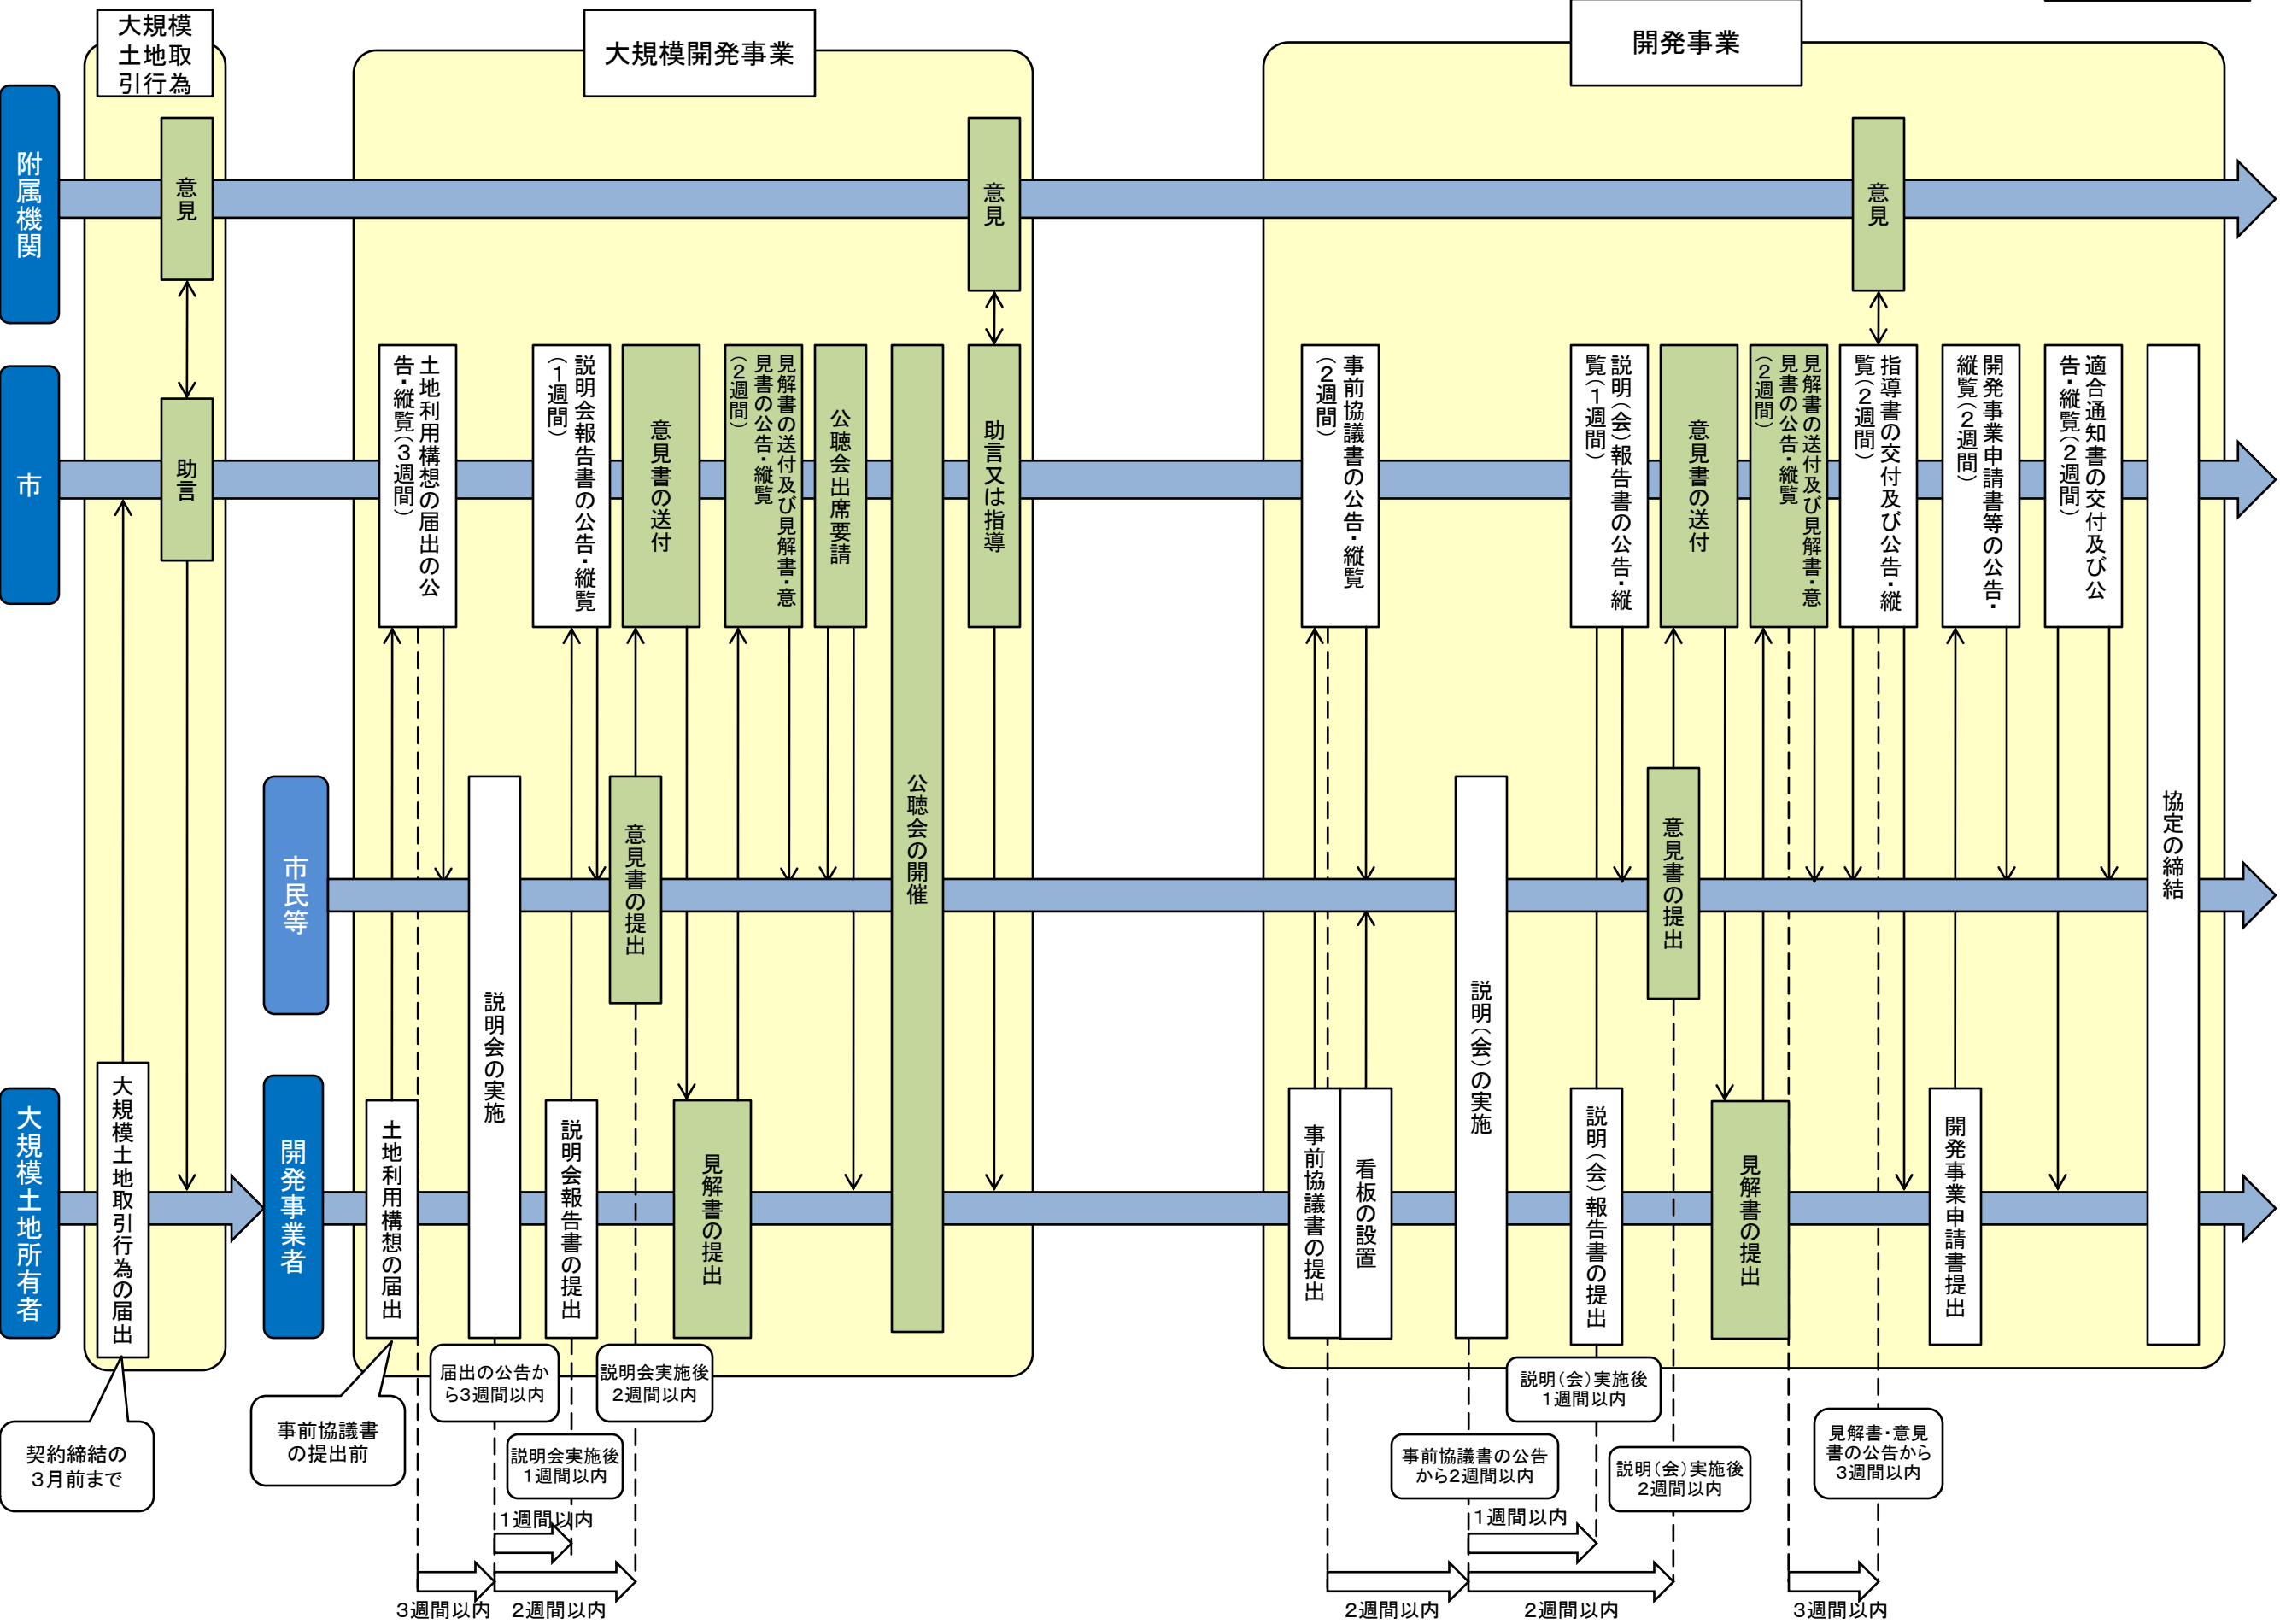 大規模
土地取
引行為
大規模開発事業
開発事業
附属機関
意見
意見
意見
市
助言
土地利用構想の届出の公
告・縦覧（３週間）
説明会報告書の公告・縦覧
（１週間）
意見書の送付
見解書の送付及び見解書・意
見書の公告・縦覧
（２週間）
公聴会出席要請
助言又は指導
事前協議書の公告・縦覧
（２週間）
説明（会）報告書の公告・縦
覧（１週間）
意見書の送付
見解書の送付及び見解書・意
見書の公告・縦覧
（２週間）
指導書の交付及び公告・縦
覧（２週間）
開発事業申請書等の公告・
縦覧（２週間）
適合通知書の交付及び公
告・縦覧（２週間）
市民等
説明会の実施
意見書の提出
公聴会の開催
説明（会）の実施
意見書の提出
協定の締結
大規模土地所有者
大規模土地取引行為の届出
開発事業者
土地利用構想の届出
説明会報告書の提出
見解書の提出
事前協議書の提出
看板の設置
説明（会）報告書の提出
見解書の提出
開発事業申請書提出
契約締結の
３月前まで
事前協議書
の提出前
届出の公告か
ら３週間以内
説明会実施後
２週間以内
説明会実施後
１週間以内
１週間以内
３週間以内
２週間以内
説明（会）実施後
１週間以内
事前協議書の公告
から２週間以内
説明（会）実施後
２週間以内
見解書・意見
書の公告から
３週間以内
１週間以内
２週間以内
２週間以内
３週間以内